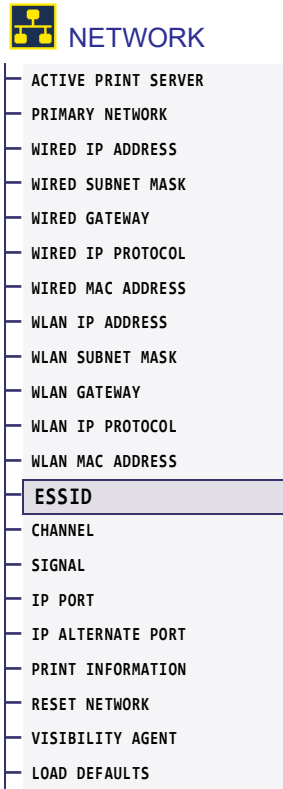 NETWORK
ACTIVE PRINT SERVER
PRIMARY NETWORK
WIRED IP ADDRESS
WIRED SUBNET MASK
WIRED GATEWAY
WIRED IP PROTOCOL
WIRED MAC ADDRESS
WLAN IP ADDRESS
WLAN SUBNET MASK
WLAN GATEWAY
WLAN IP PROTOCOL
WLAN MAC ADDRESS
ESSID
CHANNEL
SIGNAL
IP PORT
IP ALTERNATE PORT
PRINT INFORMATION
RESET NETWORK
VISIBILITY AGENT
LOAD DEFAULTS